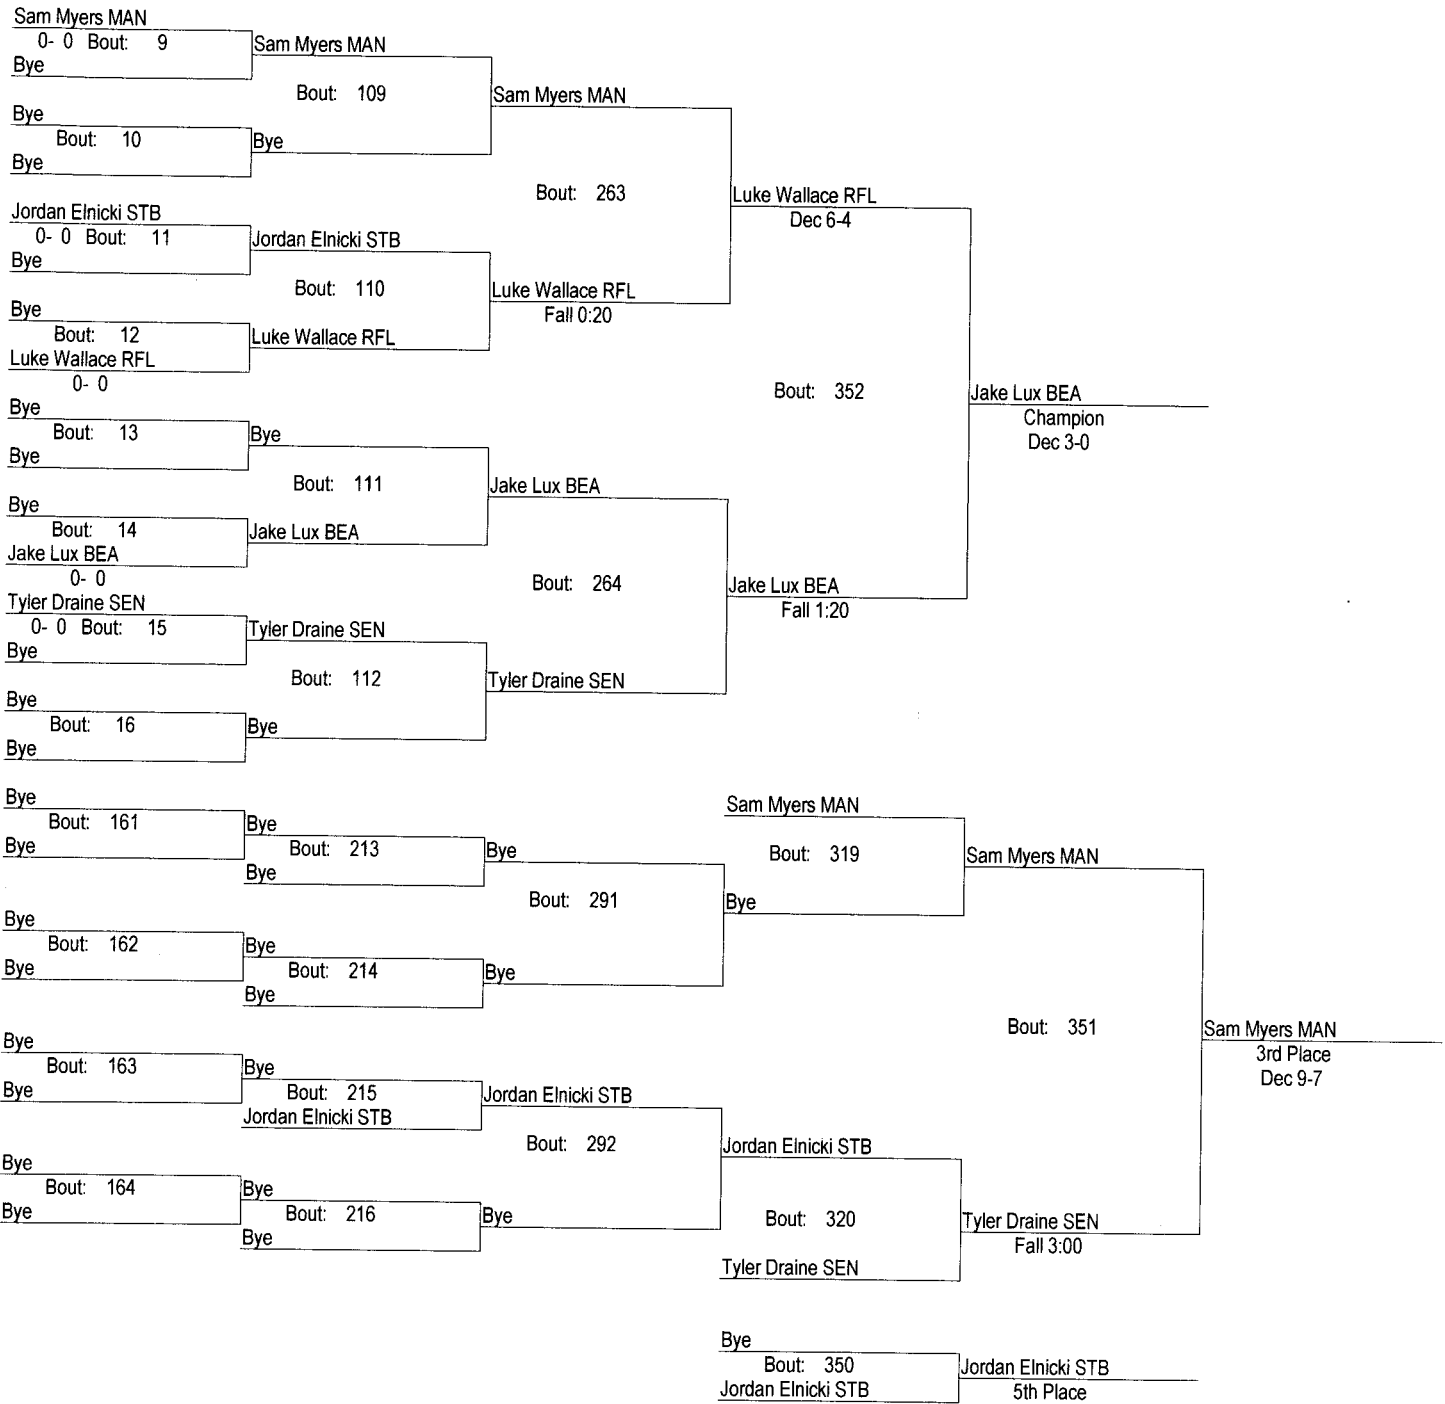 Sam Myers MAN
0- 0 Bout: 9
Bye
Sam Myers MAN
Bout: 109
Bye
Bout: 10
Bye
Bye
Sam Myers MAN
Bout: 263
Jordan Elnicki STB
0- 0 Bout: 11
Bye
Jordan Elnicki STB
Bout: 110
Bye
Bout: 12
Luke Wallace RFL
0- 0
Luke Wallace RFL
Luke Wallace RFL
Fall 0:20
Luke Wallace RFL
Dec 6-4
Bout: 352
Bye
Bout: 13
Bye
Bye
Bout: 111
Bye
Bout: 14
Jake Lux BEA
0- 0
Jake Lux BEA
Jake Lux BEA
Bout: 264
Tyler Draine SEN
0- 0 Bout: 15
Bye
Tyler Draine SEN
Bout: 112
Bye
Bout: 16
Bye
Bye
Tyler Draine SEN
Jake Lux BEA
Fall 1:20
Jake Lux BEA
Champion
Dec 3-0
Bye
Bout: 161
Bye
Bye
Bout: 213
Bye
Bye
Bout: 291
Bye
Bout: 162
Bye
Bye
Bout: 214
Bye
Bye
Sam Myers MAN
Bout: 319
Bye
Sam Myers MAN
Bout: 351
Bye
Bout: 163
Bye
Bye
Bout: 215
Jordan Elnicki STB
Jordan Elnicki STB
Bout: 292
Bye
Bout: 164
Bye
Bye
Bout: 216
Bye
Bye
Jordan Elnicki STB
Bout: 320
Tyler Draine SEN
Tyler Draine SEN
Fall 3:00
Sam Myers MAN
3rd Place
Dec 9-7
Bye
Bout: 350
Jordan Elnicki STB
Jordan Elnicki STB
5th Place